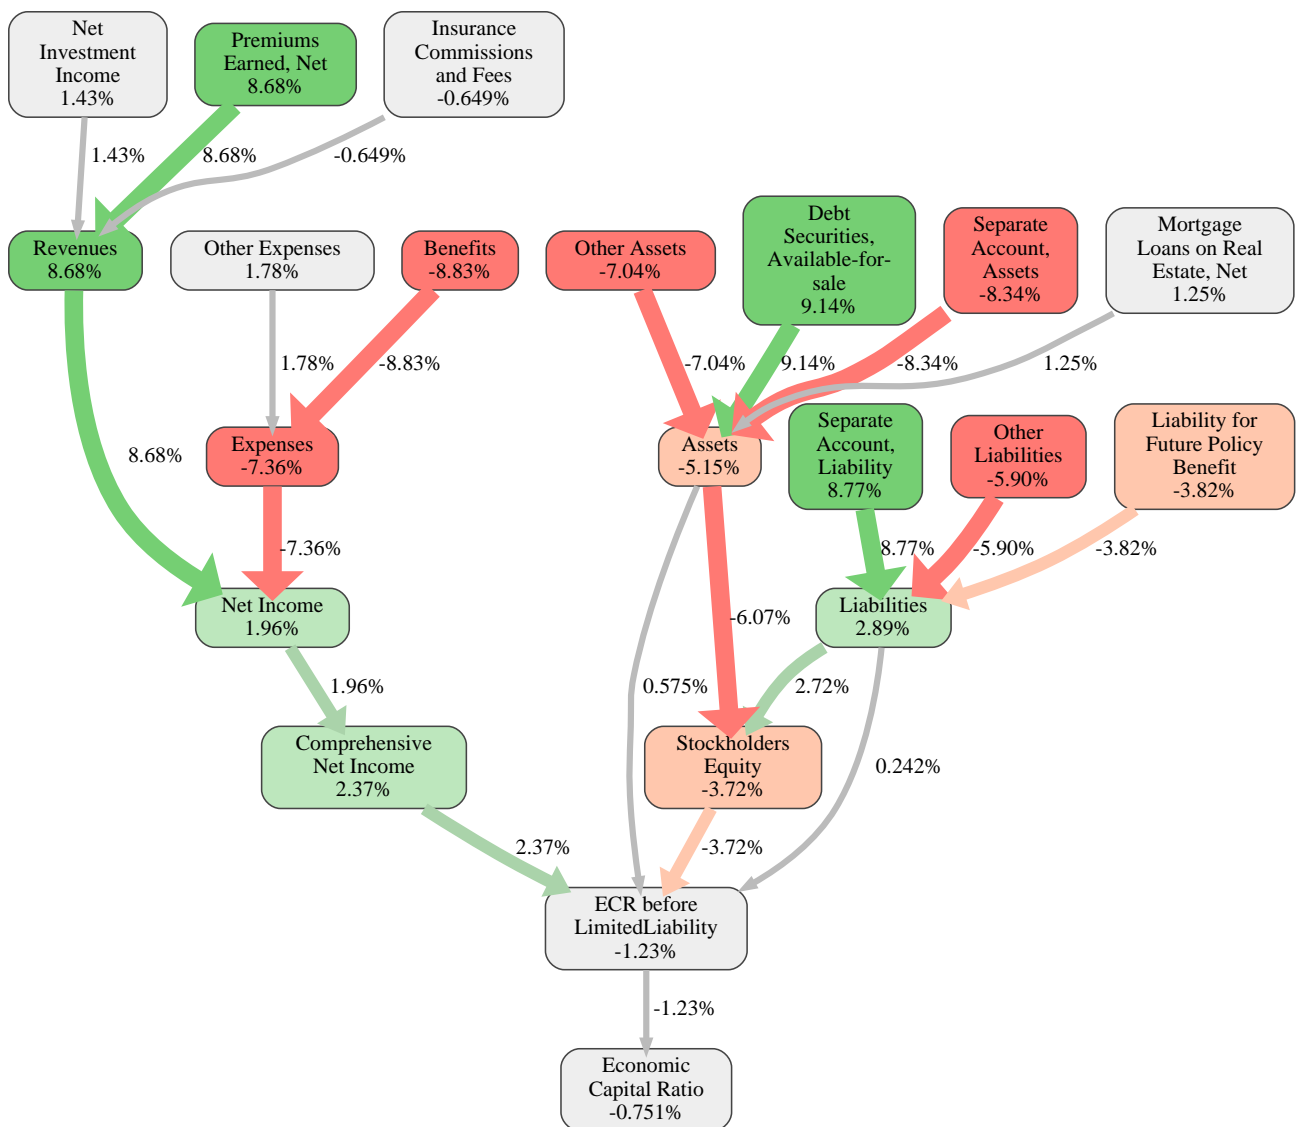 Net
Investment
Income
1.43%
Premiums
Earned, Net
8.68%
Insurance
Commissions
and Fees
-0.649%
1.43%
8.68%
-0.649%
Revenues
8.68%
Other Expenses
1.78%
Benefits
-8.83%
Other Assets
-7.04%
Debt
Securities,
Available-for-
sale
9.14%
Separate
Account,
Assets
-8.34%
Mortgage
Loans on Real
Estate, Net
1.25%
1.78%
-8.83%
-7.04%
9.14%
-8.34%
1.25%
8.68%
Expenses
-7.36%
Assets
-5.15%
Separate
Account,
Liability
8.77%
Other
Liabilities
-5.90%
Liability for
Future Policy
Benefit
-3.82%
-7.36%
8.77%
-5.90%
-3.82%
Net Income
1.96%
-6.07%
Liabilities
2.89%
1.96%
0.575%
2.72%
Comprehensive
Net Income
2.37%
Stockholders
Equity
-3.72%
0.242%
2.37%
-3.72%
ECR before
LimitedLiability
-1.23%
-1.23%
Economic
Capital Ratio
-0.751%